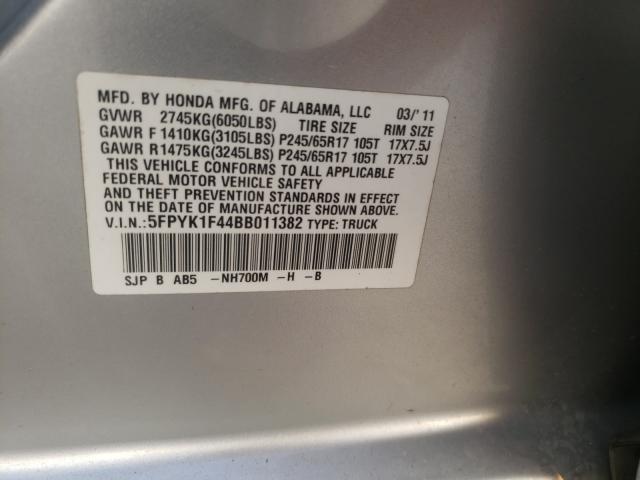 MFD. BY HONDA MFG. OF ALABAMA, LLC 03/'11
GVWR 2745KG(6050LBS) TIRE SIZE RIM SIZE
GAWR F 1410KG(3105LBS) P245/65R17 105T 17X7.5J
GAWR R1475KG(3245LBS) P245/65R17 105T 17X7.5J
THIS VEHICLE CONFORMS TO ALL APPLICABLE
FEDERAL MOTOR VEHICLE SAFETY
AND THEFT PREVENTION STANDARDS IN EFFECT
ON THE DATE OF MANUFACTURE SHOWN ABOVE.
V.I.N.:5FPYK1F44BB011382 TYPE: TRUCK
SJP B AB5 -NH700M -H -B